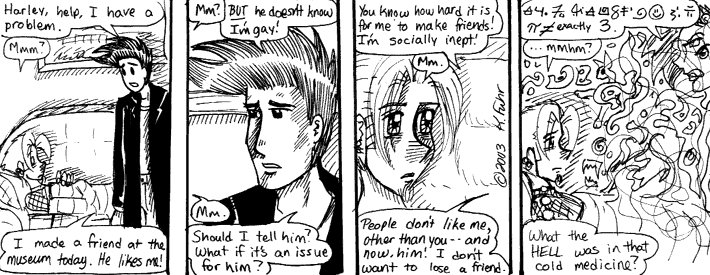 Harley, help, I have a
problem.
Mmm?
I made a friend at the
museum today. He likes me!
Mm?
BUT he doesn't know
I'm gay!
Mm.
Should I tell him?
What if it's an issue
for him?
You know how hard it is
for me to make friends!
I'm socially inept!
Mm.
People don't like me,
other than you -- and
now, him! I don't
want to lose a friend.
©2003 K. Fuhr
π ≠ exactly 3.
...mmhm?
What the
HELL was in that
cold medicine?